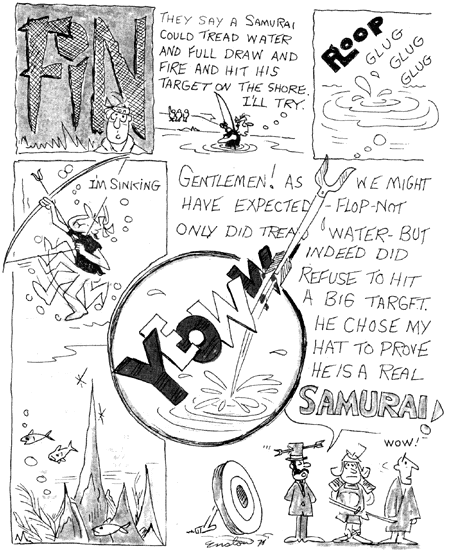 FIN
THEY SAY A SAMURAI
COULD TREAD WATER
AND FULL DRAW AND
FIRE AND HIT HIS
TARGET ON THE SHORE.
I'LL TRY.
PLOOP
GLUG
GLUG
GLUG
I'M SINKING
GENTLEMEN! AS WE MIGHT
HAVE EXPECTED -FLOP-NOT
ONLY DID TREAD WATER-BUT
INDEED DID
REFUSE TO HIT
A BIG TARGET.
HE CHOSE MY
HAT TO PROVE
HE IS A REAL
SAMURAI!
YEOWW
WOW!